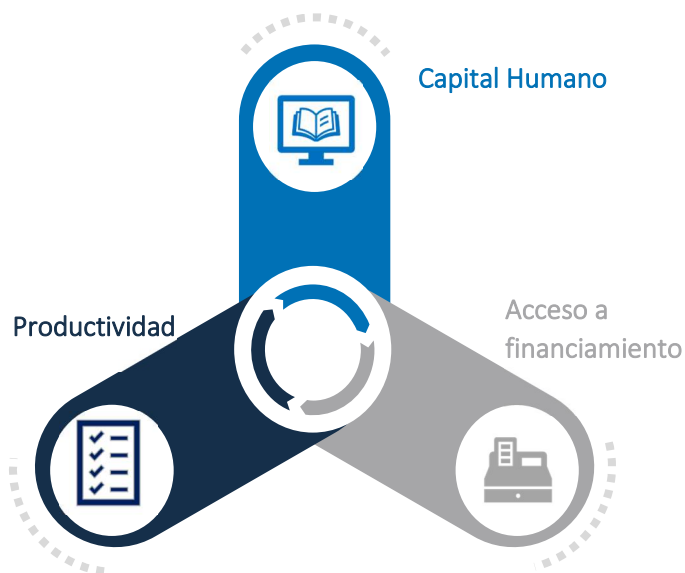 Capital Humano
Productividad
Acceso a
financiamiento